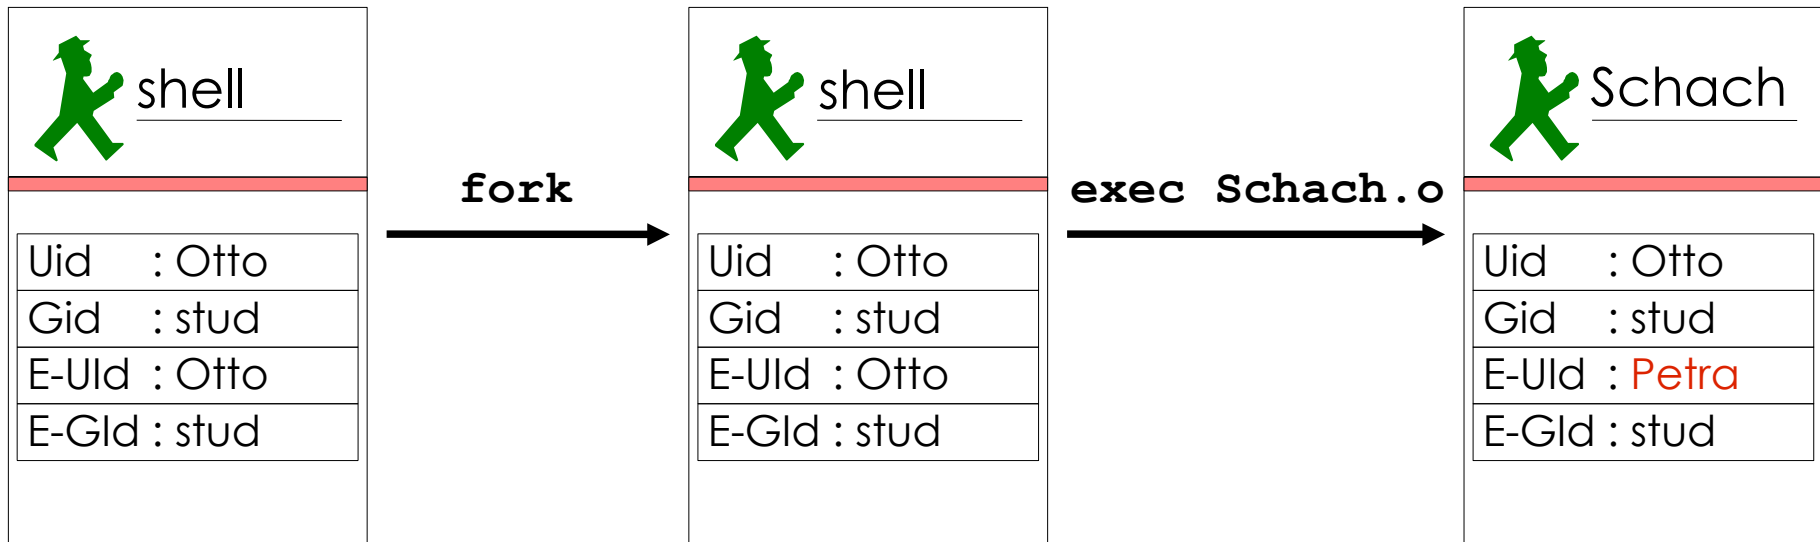 shell
Uid : Otto
Gid : stud
E-UId : Otto
E-GId : stud
fork
shell
Uid : Otto
Gid : stud
E-UId : Otto
E-GId : stud
exec Schach.o
Schach
Uid : Otto
Gid : stud
E-UId : Petra
E-GId : stud